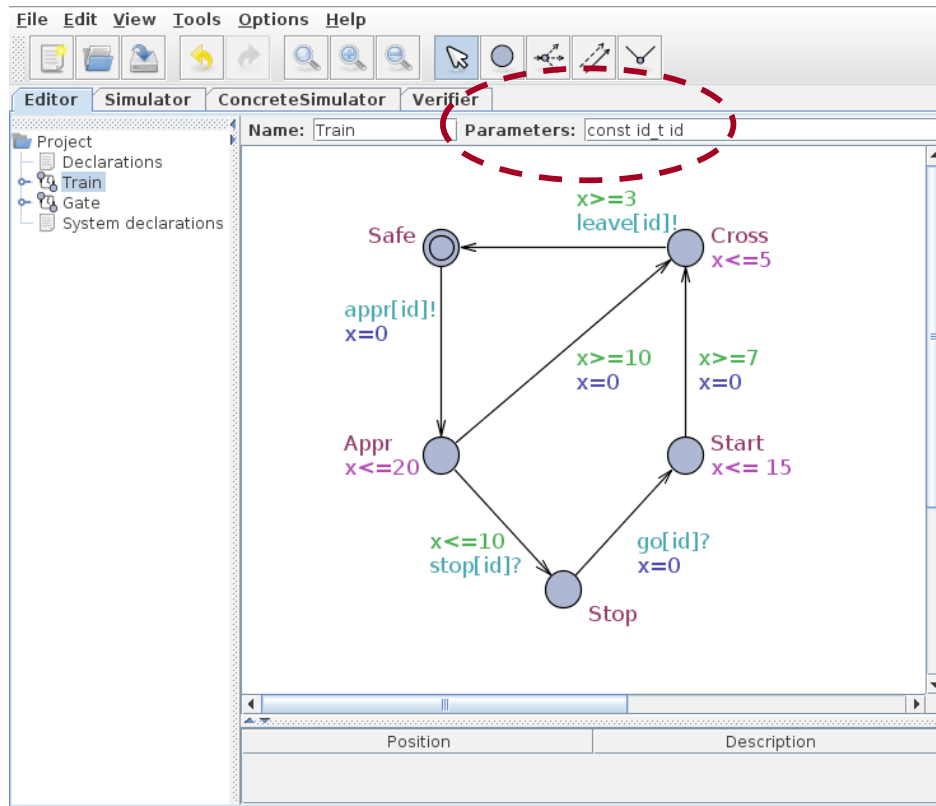 File Edit View Tools Options Help
Editor Simulator ConcreteSimulator Verifier
Name: Train Parameters: const id_t id
Project
Declarations
Train
Gate
System declarations
x>=3
leave[id]!
Safe
Cross
x<=5
appr[id]!
x=0
x>=10
x=0
x>=7
x=0
Appr
x<=20
Start
x<= 15
x<=10
stop[id]?
go[id]?
x=0
Stop
Position Description